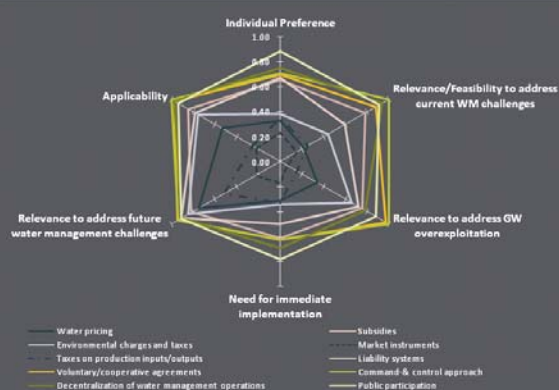 Individual Preference
1.00
0.80
0.60
0.40
0.20
0.00
Applicability
Relevance/Feasibility to address
current WM challenges
Relevance to address future
water management challenges
Relevance to address GW
overexploitation
Need for immediate
implementation
Water pricing
Subsidies
Environmental charges and taxes
Market instruments
Taxes on production inputs/outputs
Liability systems
Voluntary/cooperative agreements
Command & control approach
Decentralization of water management operations
Public participation